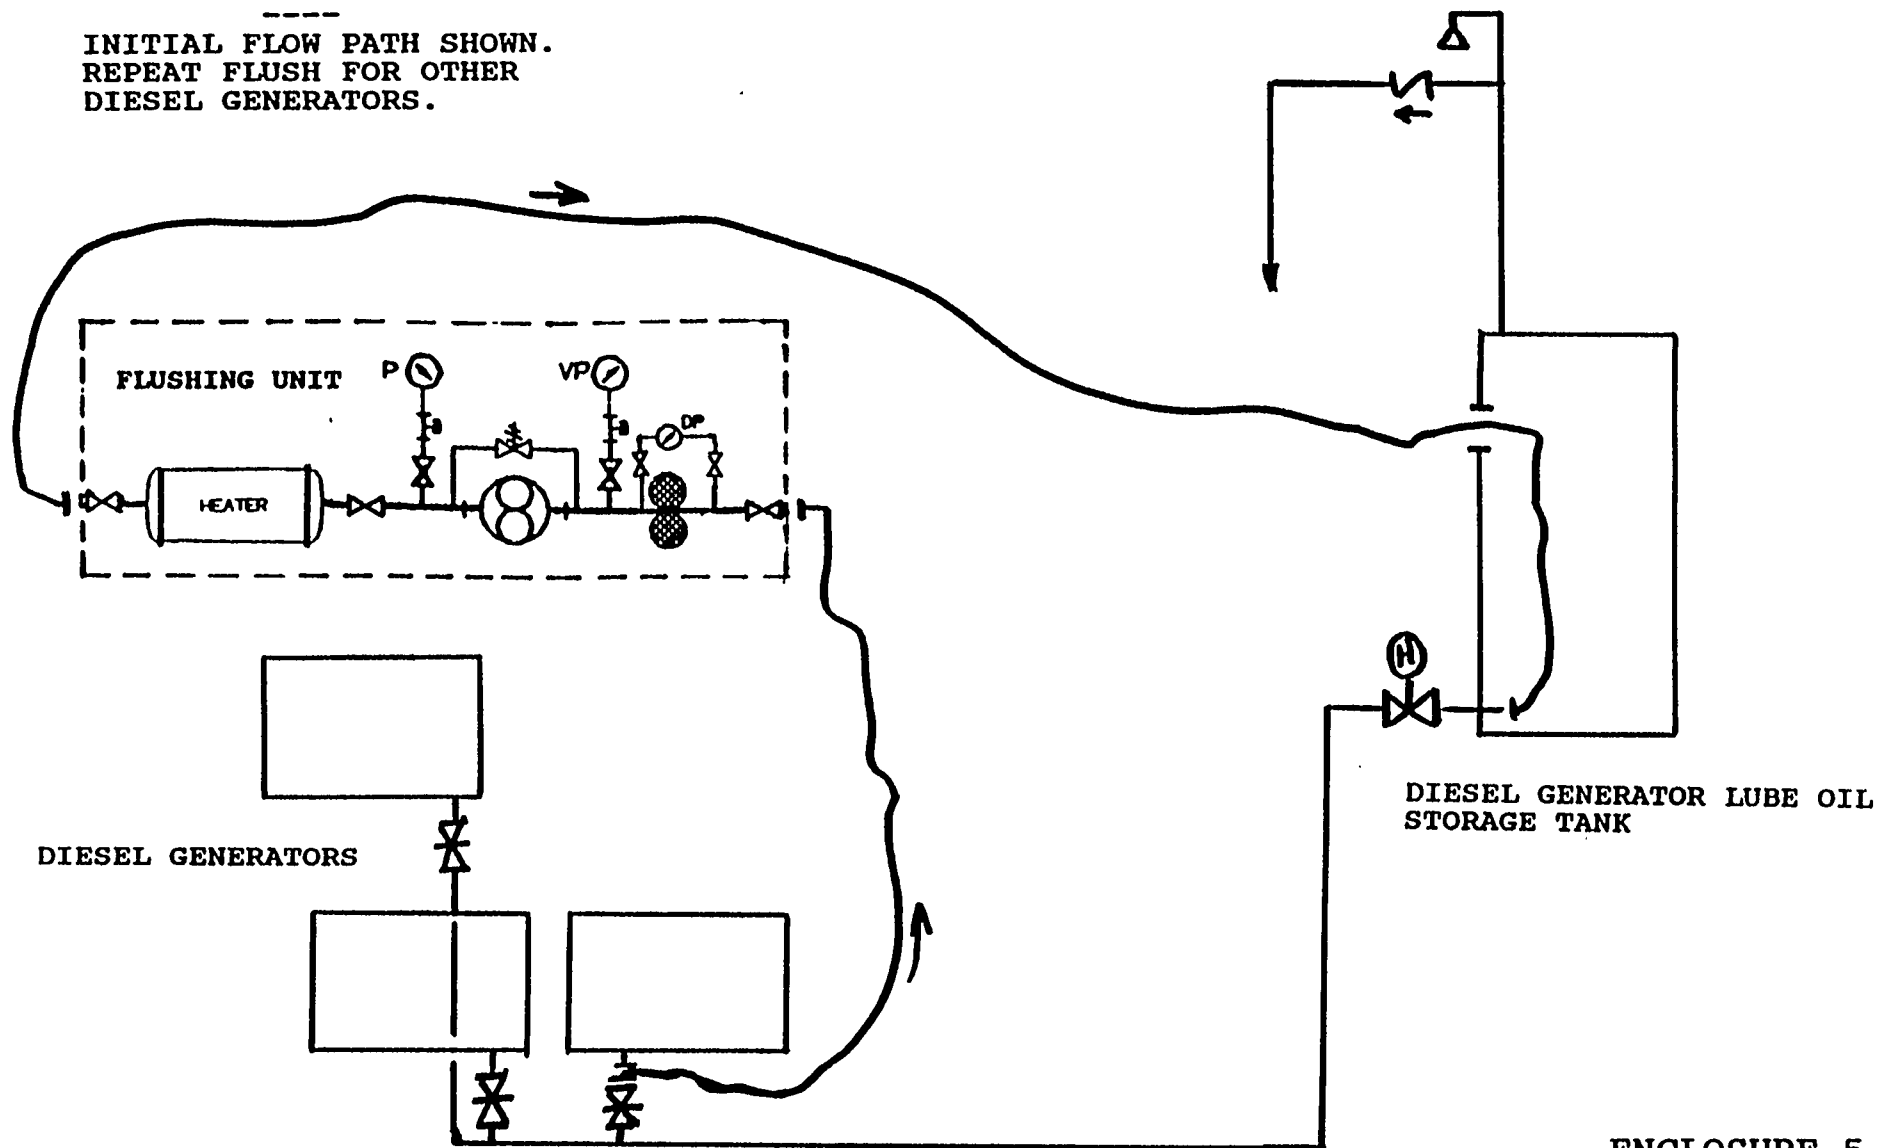 INITIAL FLOW PATH SHOWN.
REPEAT FLUSH FOR OTHER
DIESEL GENERATORS.
FLUSHING UNIT
P
VP
DP
HEATER
H
DIESEL GENERATOR LUBE OIL
STORAGE TANK
DIESEL GENERATORS
ENCLOSURE 5